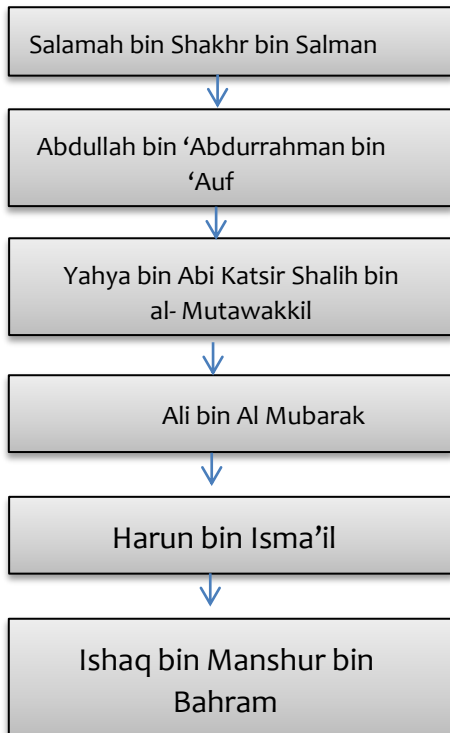 Salamah bin Shakhr bin Salman
Abdullah bin ‘Abdurrahman bin
‘Auf
Yahya bin Abi Katsir Shalih bin
al- Mutawakkil
Ali bin Al Mubarak
Harun bin Isma’il
Ishaq bin Manshur bin
Bahram